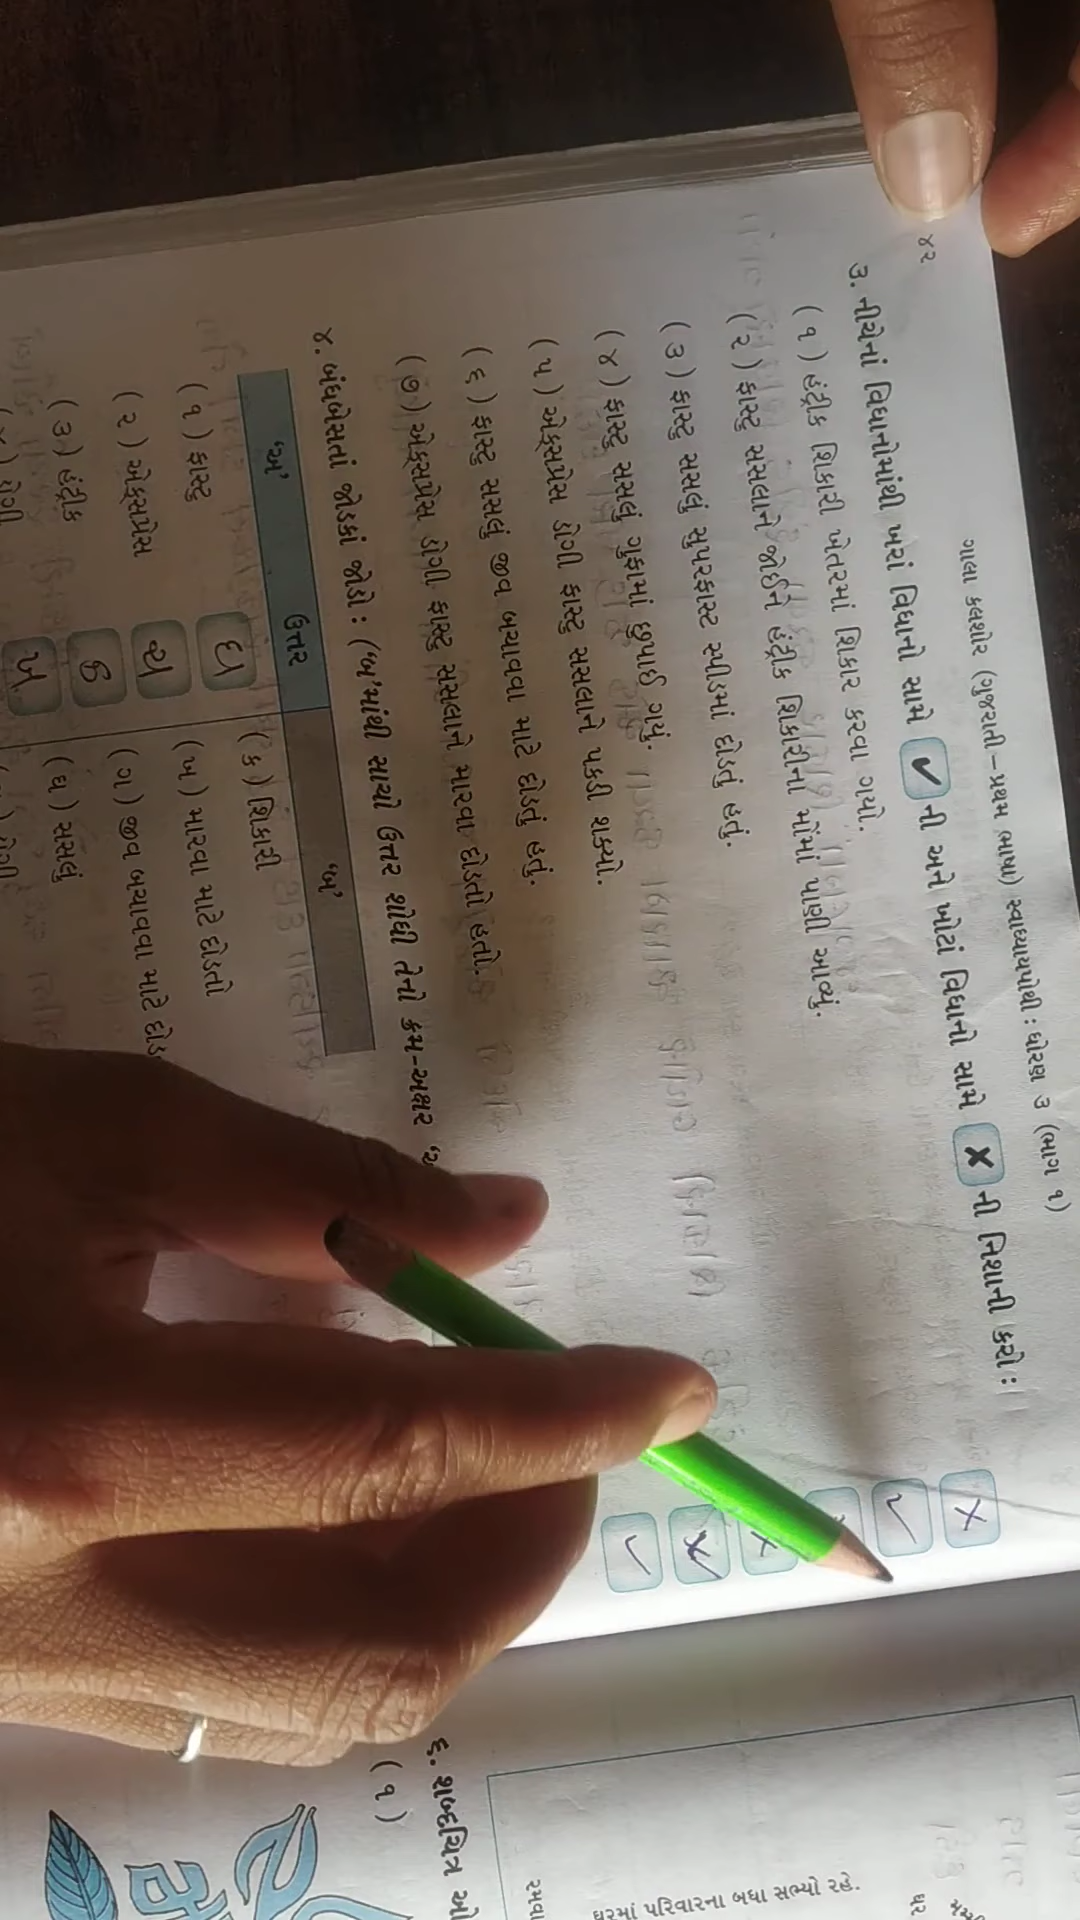 ૪૨
ગાલા ક્લશોર (ગુજરાતી–પ્રથમ ભાષા) સ્વાધ્યાયપોથી : ધોરણ ૩ (ભાગ ૧)
૩. નીચેનાં વિધાનોમાંથી ખરાં વિધાનો સામે ✓ ની અને ખોટાં વિધાનો સામે ✗ ની નિશાની કરો :
(૧) હંટ્રીક શિકારી ખેતરમાં શિકાર કરવા ગયો. ✗
(૨) ફાસ્ટુ સસલાને જોઈને હંટ્રીક શિકારીના મોંમાં પાણી આવ્યું. ✓
(૩) ફાસ્ટુ સસલું સુપરફાસ્ટ સ્પીડમાં દોડતું હતું.
(૪) ફાસ્ટુ સસલું ગુફામાં છુપાઈ ગયું. ✗
(૫) એક્સપ્રેસ ડૉગી ફાસ્ટુ સસલાને પકડી શક્યો.
(૬) ફાસ્ટુ સસલું જીવ બચાવવા માટે દોડતું હતું. ✓
(૭) એક્સપ્રેસ ડૉગી ફાસ્ટુ સસલાને મારવા દોડતો હતો.
૪. બંધબેસતાં જોડકાં જોડો : (‘બ’માંથી સાચો ઉત્તર શોધી તેનો ક્રમ-અક્ષર
‘અ’ ઉત્તર ‘બ’
(૧) ફાસ્ટુ ઘ (ક) શિકારી
(૨) એક્સપ્રેસ (ખ) મારવા માટે દોડતો
(૩) હંટ્રીક ક (ગ) જીવ બચાવવા માટે
(ઘ) સસલું
ઘરમાં પરિવારના બધા સભ્યો રહે.
૬. શબ્દચિત્ર
(૧)